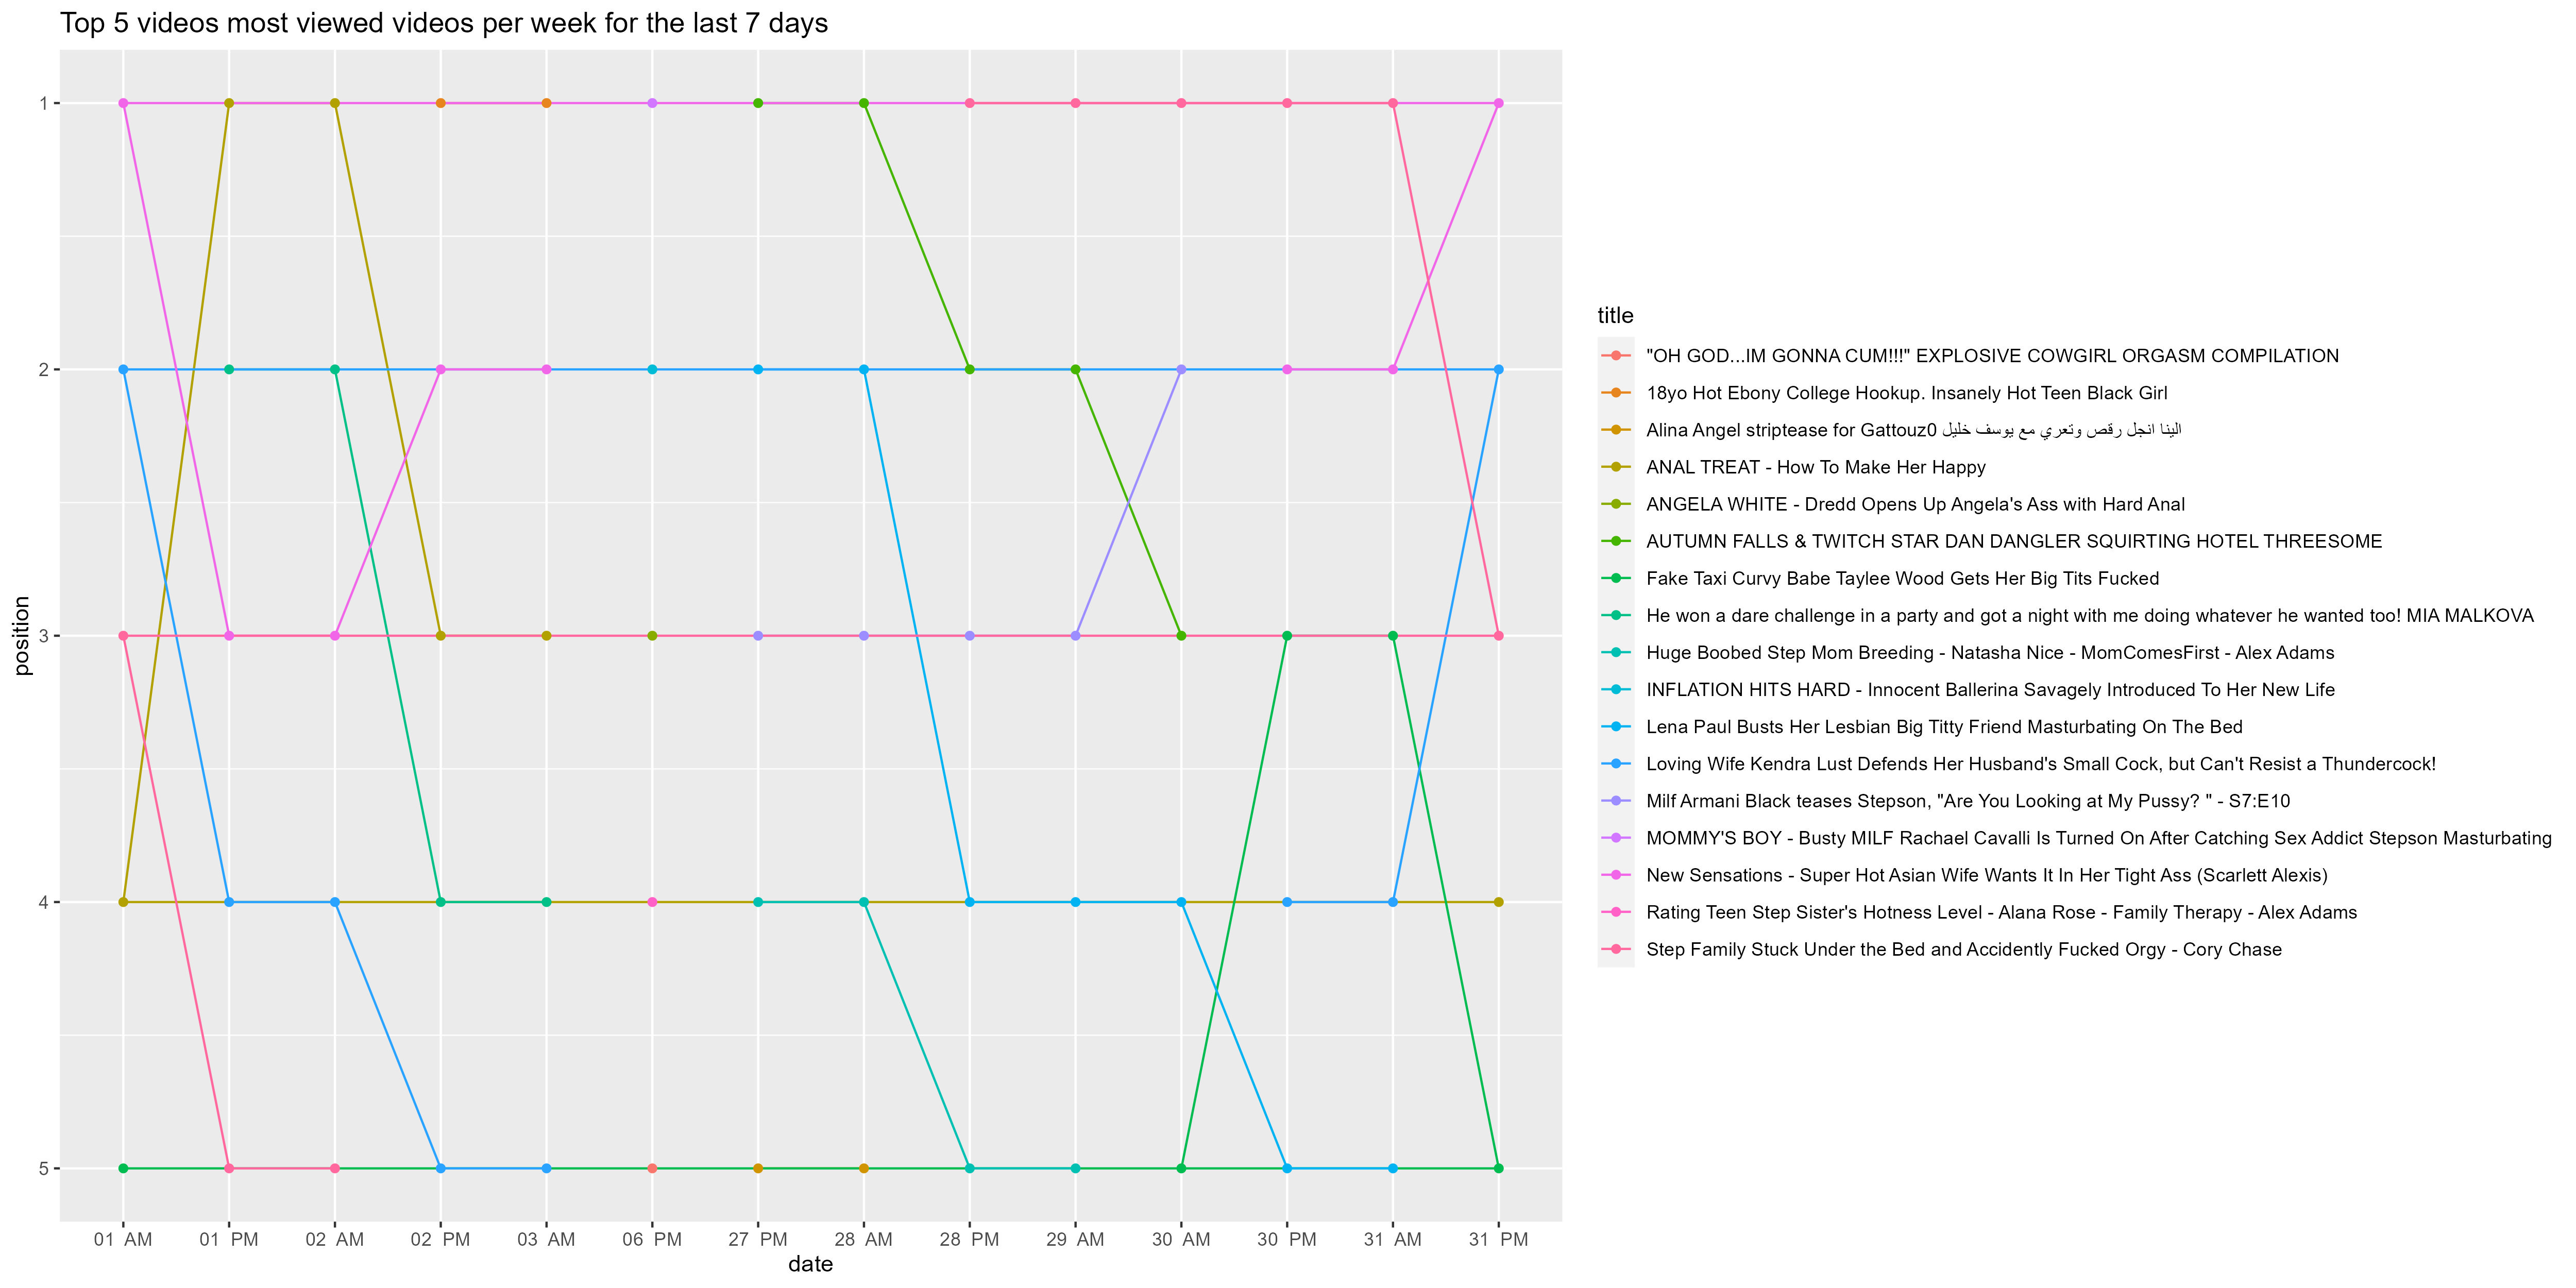 Top 5 videos most viewed videos per week for the last 7 days
1
2
3
4
5
position
01 AM 01 PM 02 AM 02 PM 03 AM 06 PM 27 PM 28 AM 28 PM 29 AM 30 AM 30 PM 31 AM 31 PM
date
title
"OH GOD...IM GONNA CUM!!!" EXPLOSIVE COWGIRL ORGASM COMPILATION
18yo Hot Ebony College Hookup. Insanely Hot Teen Black Girl
Alina Angel striptease for Gattouz0 الينا انجل رقص وتعري مع يوسف خليل
ANAL TREAT - How To Make Her Happy
ANGELA WHITE - Dredd Opens Up Angela's Ass with Hard Anal
AUTUMN FALLS & TWITCH STAR DAN DANGLER SQUIRTING HOTEL THREESOME
Fake Taxi Curvy Babe Taylee Wood Gets Her Big Tits Fucked
He won a dare challenge in a party and got a night with me doing whatever he wanted too! MIA MALKOVA
Huge Boobed Step Mom Breeding - Natasha Nice - MomComesFirst - Alex Adams
INFLATION HITS HARD - Innocent Ballerina Savagely Introduced To Her New Life
Lena Paul Busts Her Lesbian Big Titty Friend Masturbating On The Bed
Loving Wife Kendra Lust Defends Her Husband's Small Cock, but Can't Resist a Thundercock!
Milf Armani Black teases Stepson, "Are You Looking at My Pussy? " - S7:E10
MOMMY'S BOY - Busty MILF Rachael Cavalli Is Turned On After Catching Sex Addict Stepson Masturbating
New Sensations - Super Hot Asian Wife Wants It In Her Tight Ass (Scarlett Alexis)
Rating Teen Step Sister's Hotness Level - Alana Rose - Family Therapy - Alex Adams
Step Family Stuck Under the Bed and Accidently Fucked Orgy - Cory Chase